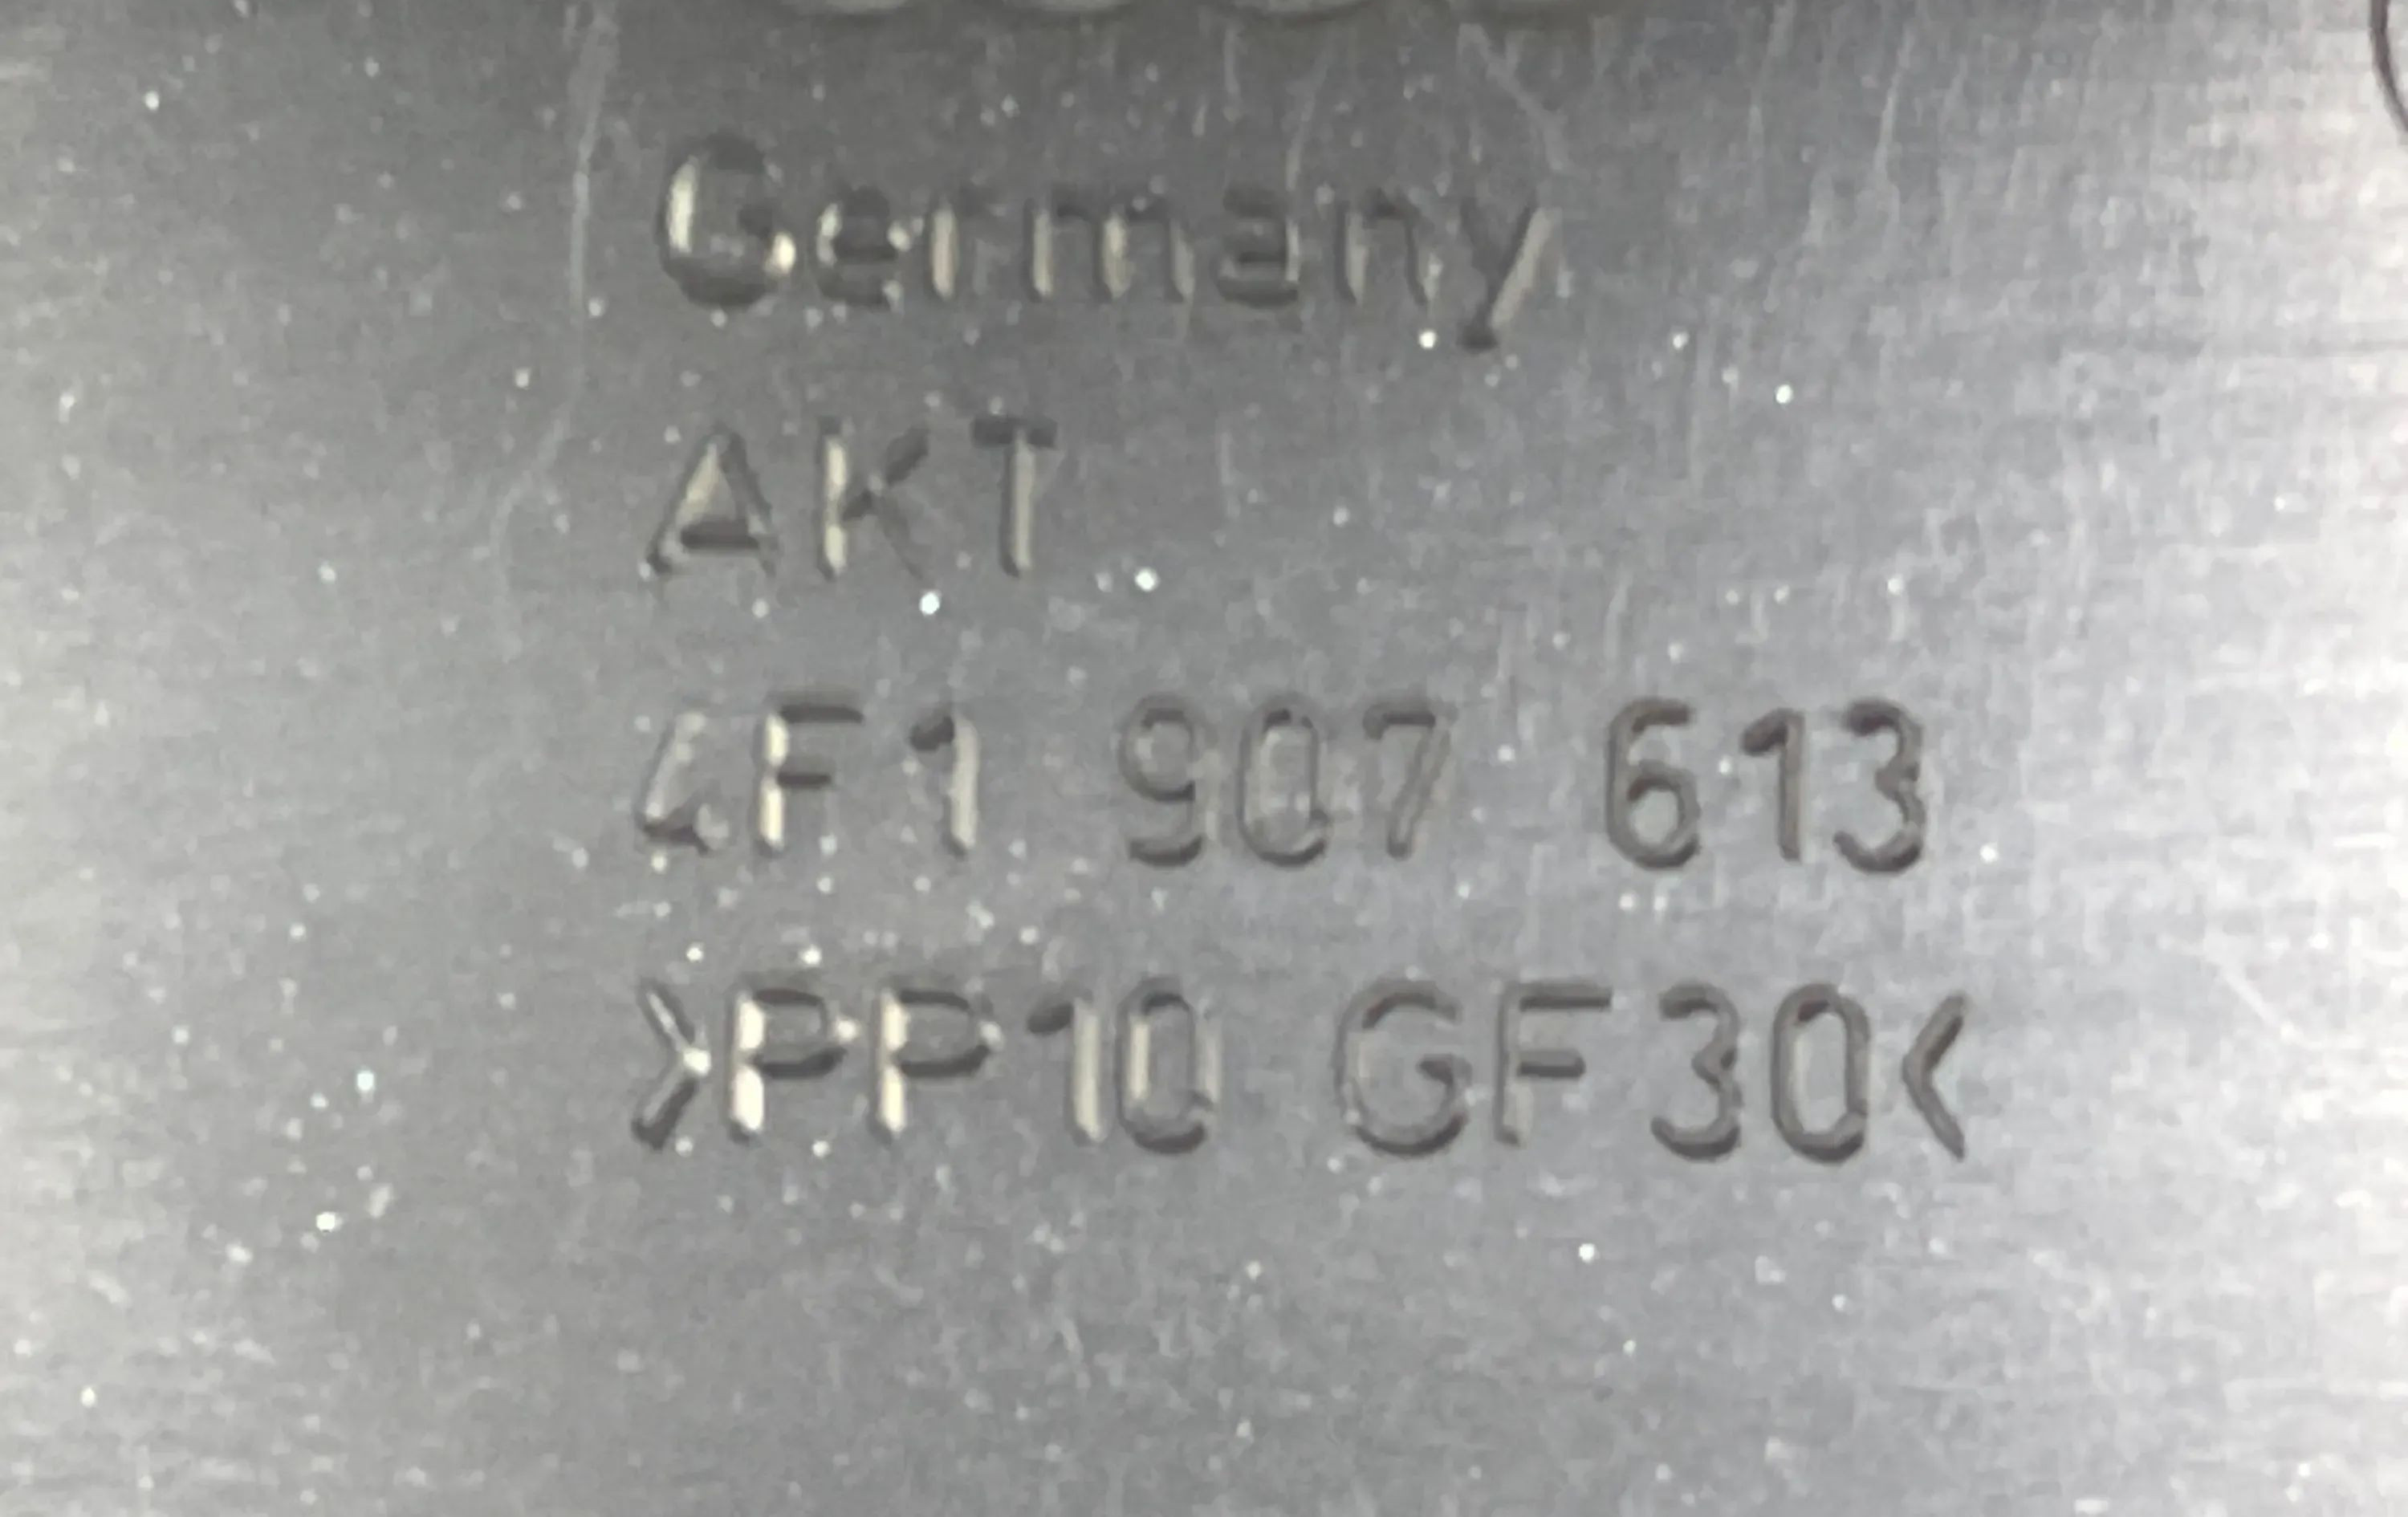 Germany
AKT
4F1 907 613
>PP10 GF30<